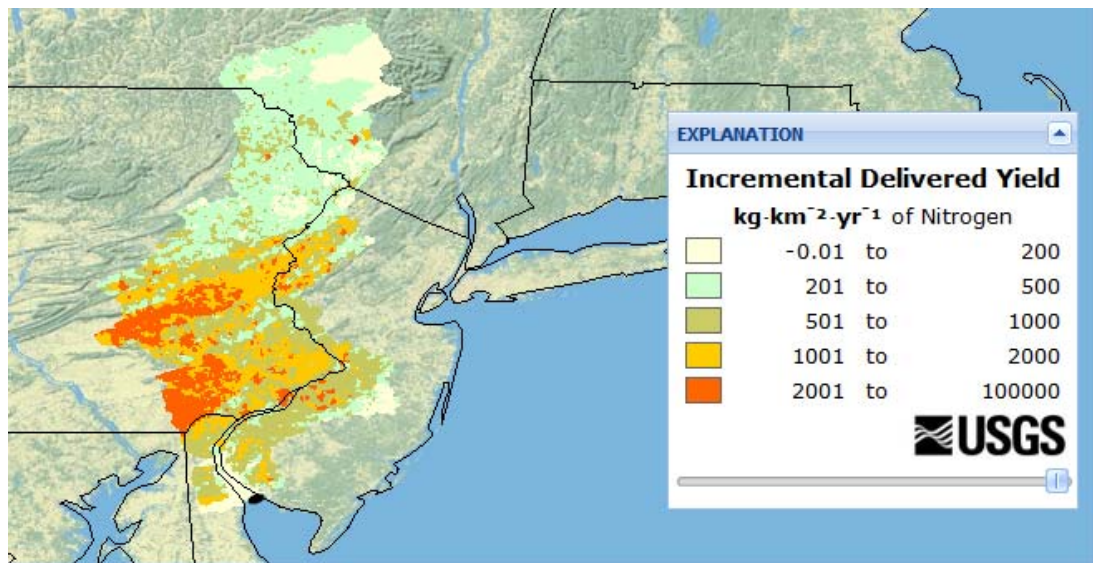 EXPLANATION
Incremental Delivered Yield
kg·km⁻²·yr⁻¹ of Nitrogen
-0.01 to 200
201 to 500
501 to 1000
1001 to 2000
2001 to 100000
USGS